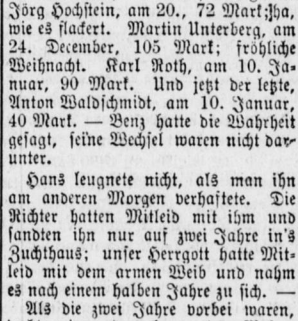 Jörg Hochstein, am 20., 72 Mark; ha,
wie es flackert. Martin Unterberg, am
24. December, 105 Mark; fröhliche
Weihnacht. Karl Roth, am 10. Ja-
nuar, 90 Mark. Und jetzt der letzte,
Anton Waldschmidt, am 10. Januar,
40 Mark. — Benz hatte die Wahrheit
gesagt, seine Wechsel waren nicht dar-
unter.
Hans leugnete nicht, als man ihn
am anderen Morgen verhaftete. Die
Richter hatten Mitleid mit ihm und
sandten ihn nur auf zwei Jahre in's
Zuchthaus; unser Herrgott hatte Mit-
leid mit dem armen Weib und nahm
es nach einem halben Jahre zu sich. —
Als die zwei Jahre vorbei waren,